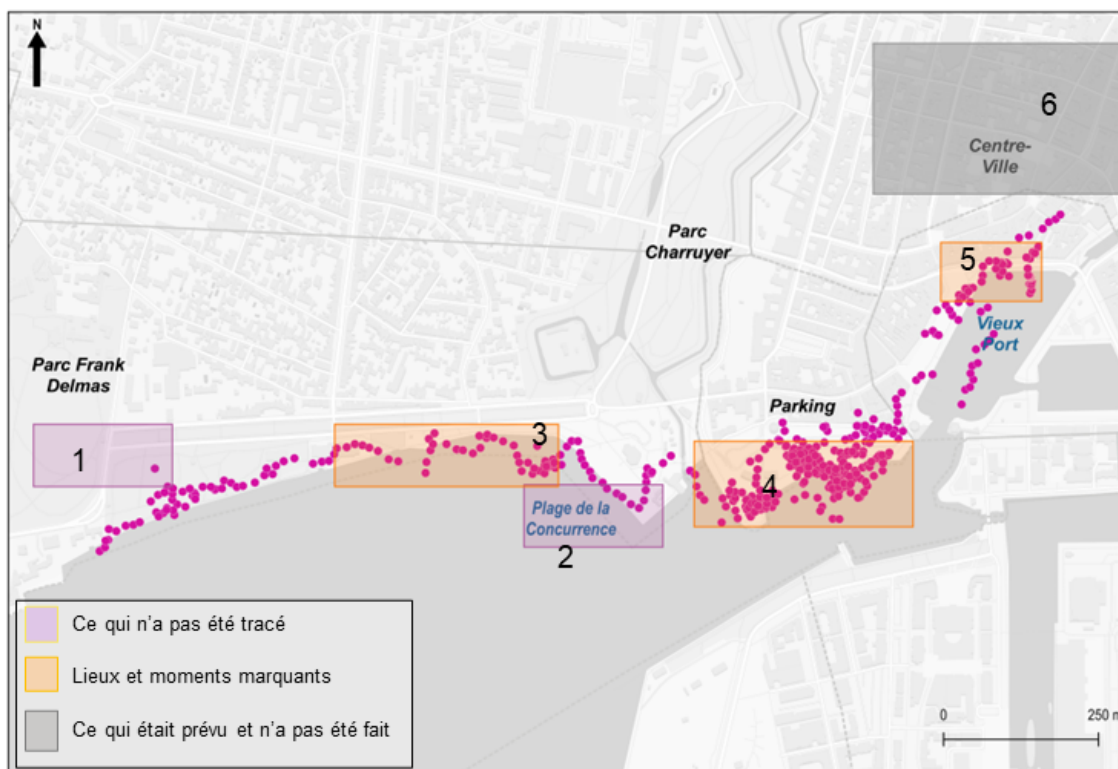 N
6
Centre-
Ville
Parc
Charruyer
5
Vieux
Port
Parc Frank
Delmas
Parking
1
3
4
Plage de la
Concurrence
2
Ce qui n'a pas été tracé
Lieux et moments marquants
Ce qui était prévu et n'a pas été fait
0
250 m